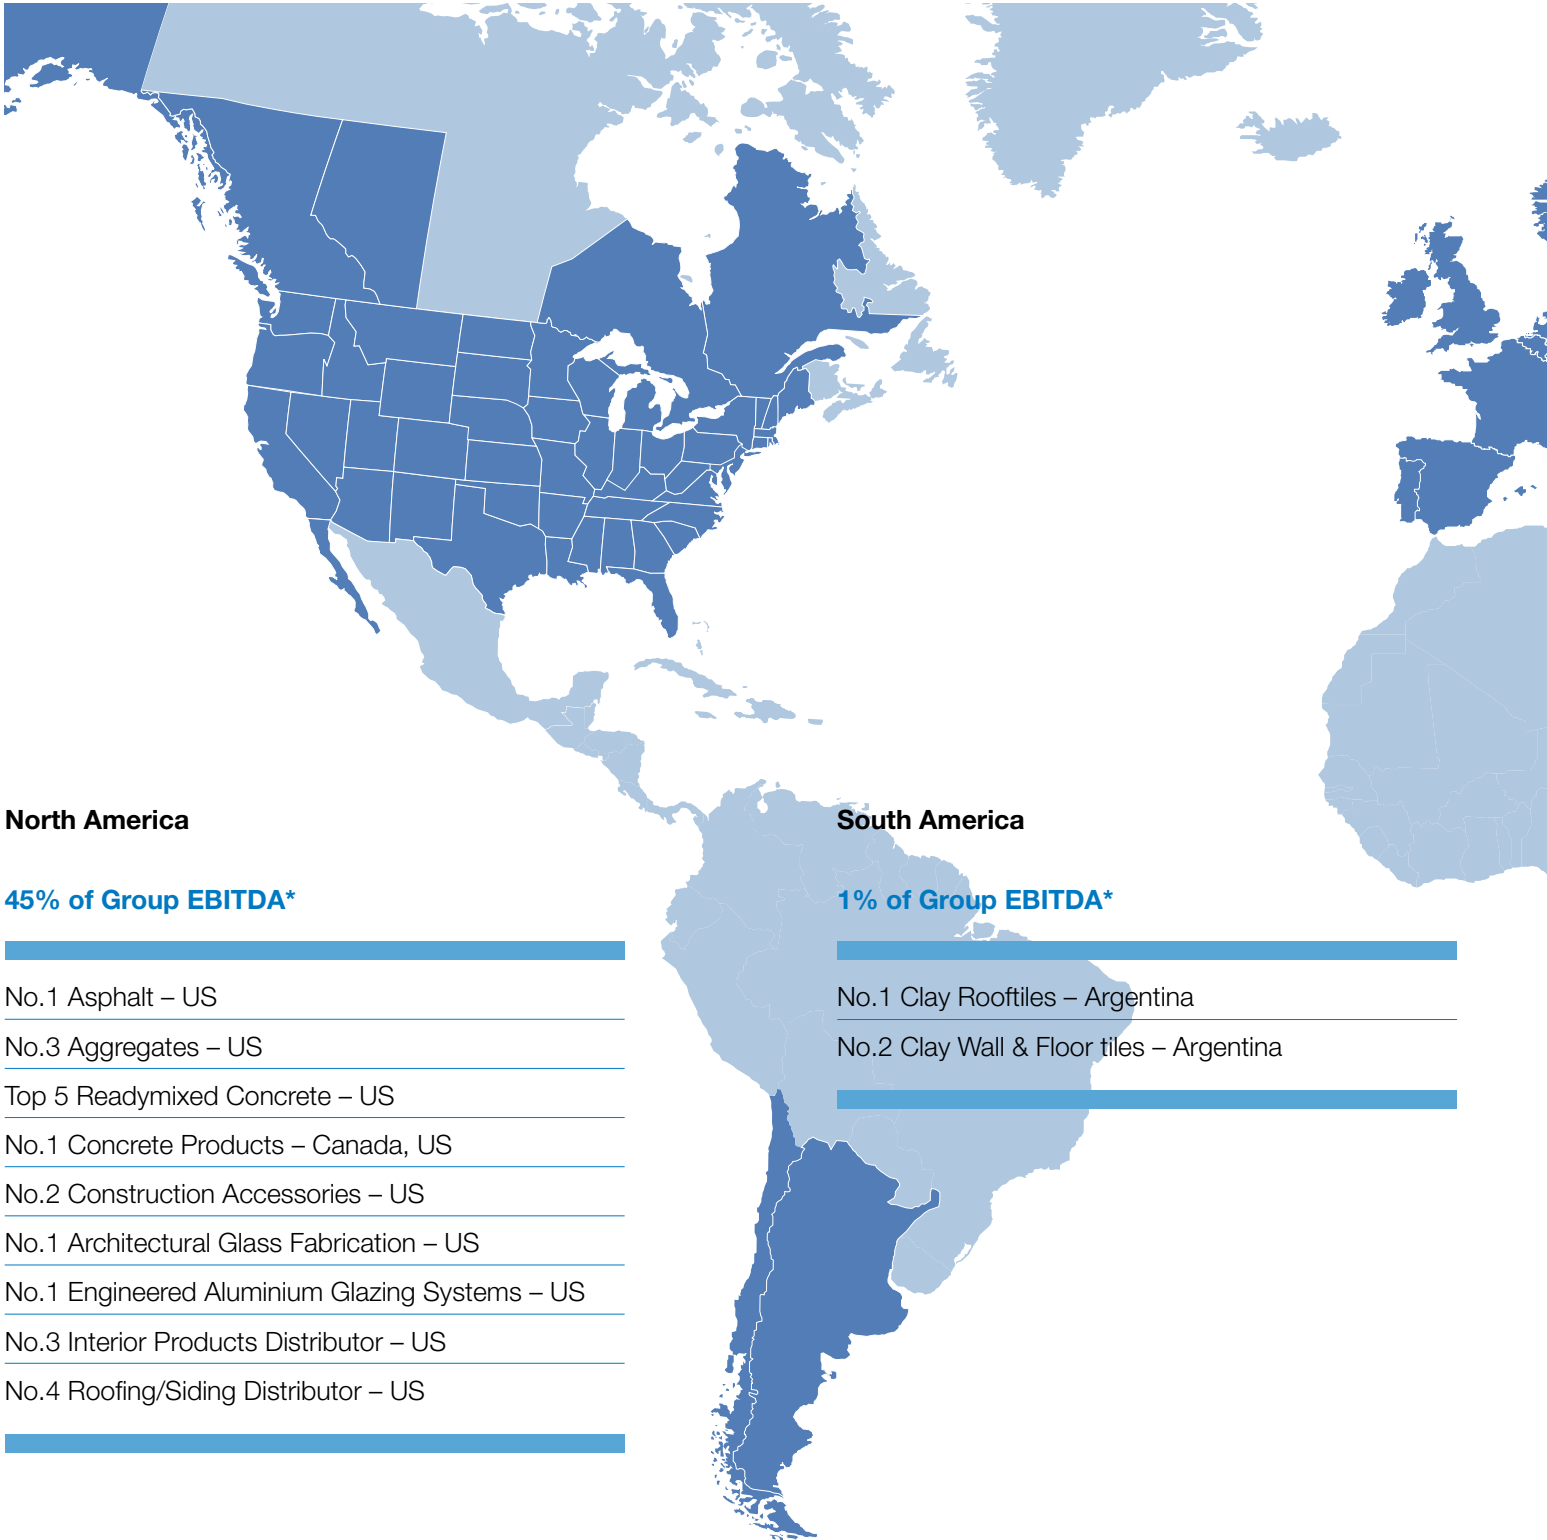 North America
45% of Group EBITDA*
No.1 Asphalt – US
No.3 Aggregates – US
Top 5 Readymixed Concrete – US
No.1 Concrete Products – Canada, US
No.2 Construction Accessories – US
No.1 Architectural Glass Fabrication – US
No.1 Engineered Aluminium Glazing Systems – US
No.3 Interior Products Distributor – US
No.4 Roofing/Siding Distributor – US
South America
1% of Group EBITDA*
No.1 Clay Rooftiles – Argentina
No.2 Clay Wall & Floor tiles – Argentina